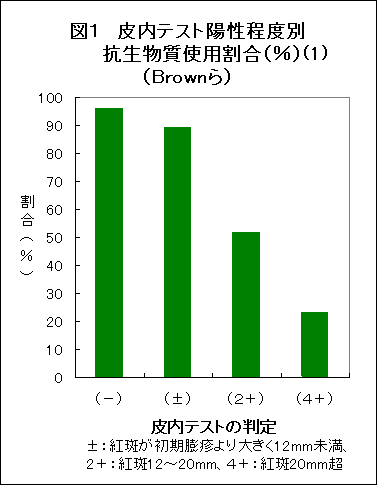 図1 皮内テスト陽性程度別
抗生物質使用割合(%)(1)
(Brownら)
100
90
80
70
60
50
40
30
20
10
0
割合(%)
(-) (±) (2+) (4+)
皮内テストの判定
±:紅斑が初期膨疹より大きく12mm未満、
2+:紅斑12~20mm、4+:紅斑20mm超